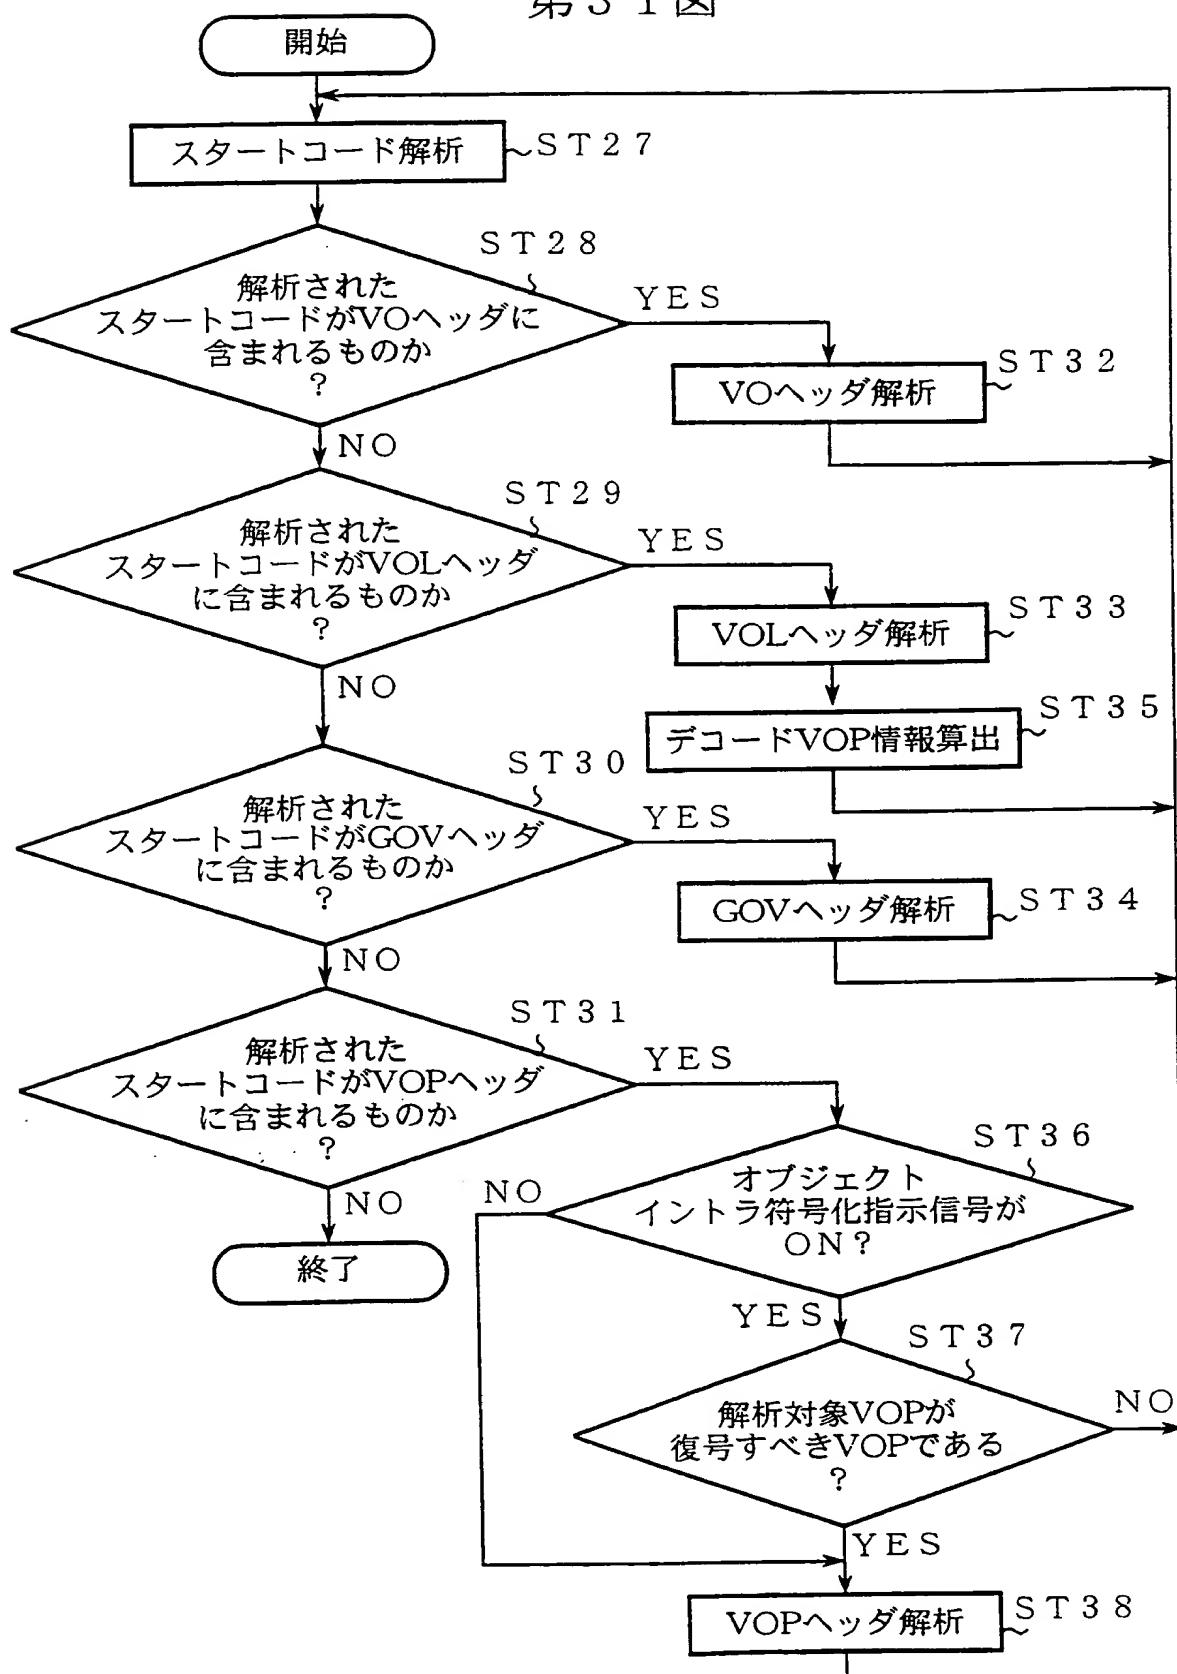 第３１図
開始
スタートコード解析
ＳＴ２７
ＳＴ２８
解析された
スタートコードがVOヘッダに
含まれるものか
？
ＹＥＳ
ＮＯ
ＳＴ３２
VOヘッダ解析
ＳＴ２９
解析された
スタートコードがVOLヘッダ
に含まれるものか
？
ＹＥＳ
ＮＯ
ＳＴ３３
VOLヘッダ解析
ＳＴ３５
デコードVOP情報算出
ＳＴ３０
解析された
スタートコードがGOVヘッダ
に含まれるものか
？
ＹＥＳ
ＮＯ
ＳＴ３４
GOVヘッダ解析
ＳＴ３１
解析された
スタートコードがVOPヘッダ
に含まれるものか
？
ＹＥＳ
ＮＯ
終了
ＳＴ３６
オブジェクト
イントラ符号化指示信号が
ＯＮ？
ＮＯ
ＹＥＳ
ＳＴ３７
解析対象VOPが
復号すべきVOPである
？
ＮＯ
ＹＥＳ
VOPヘッダ解析
ＳＴ３８